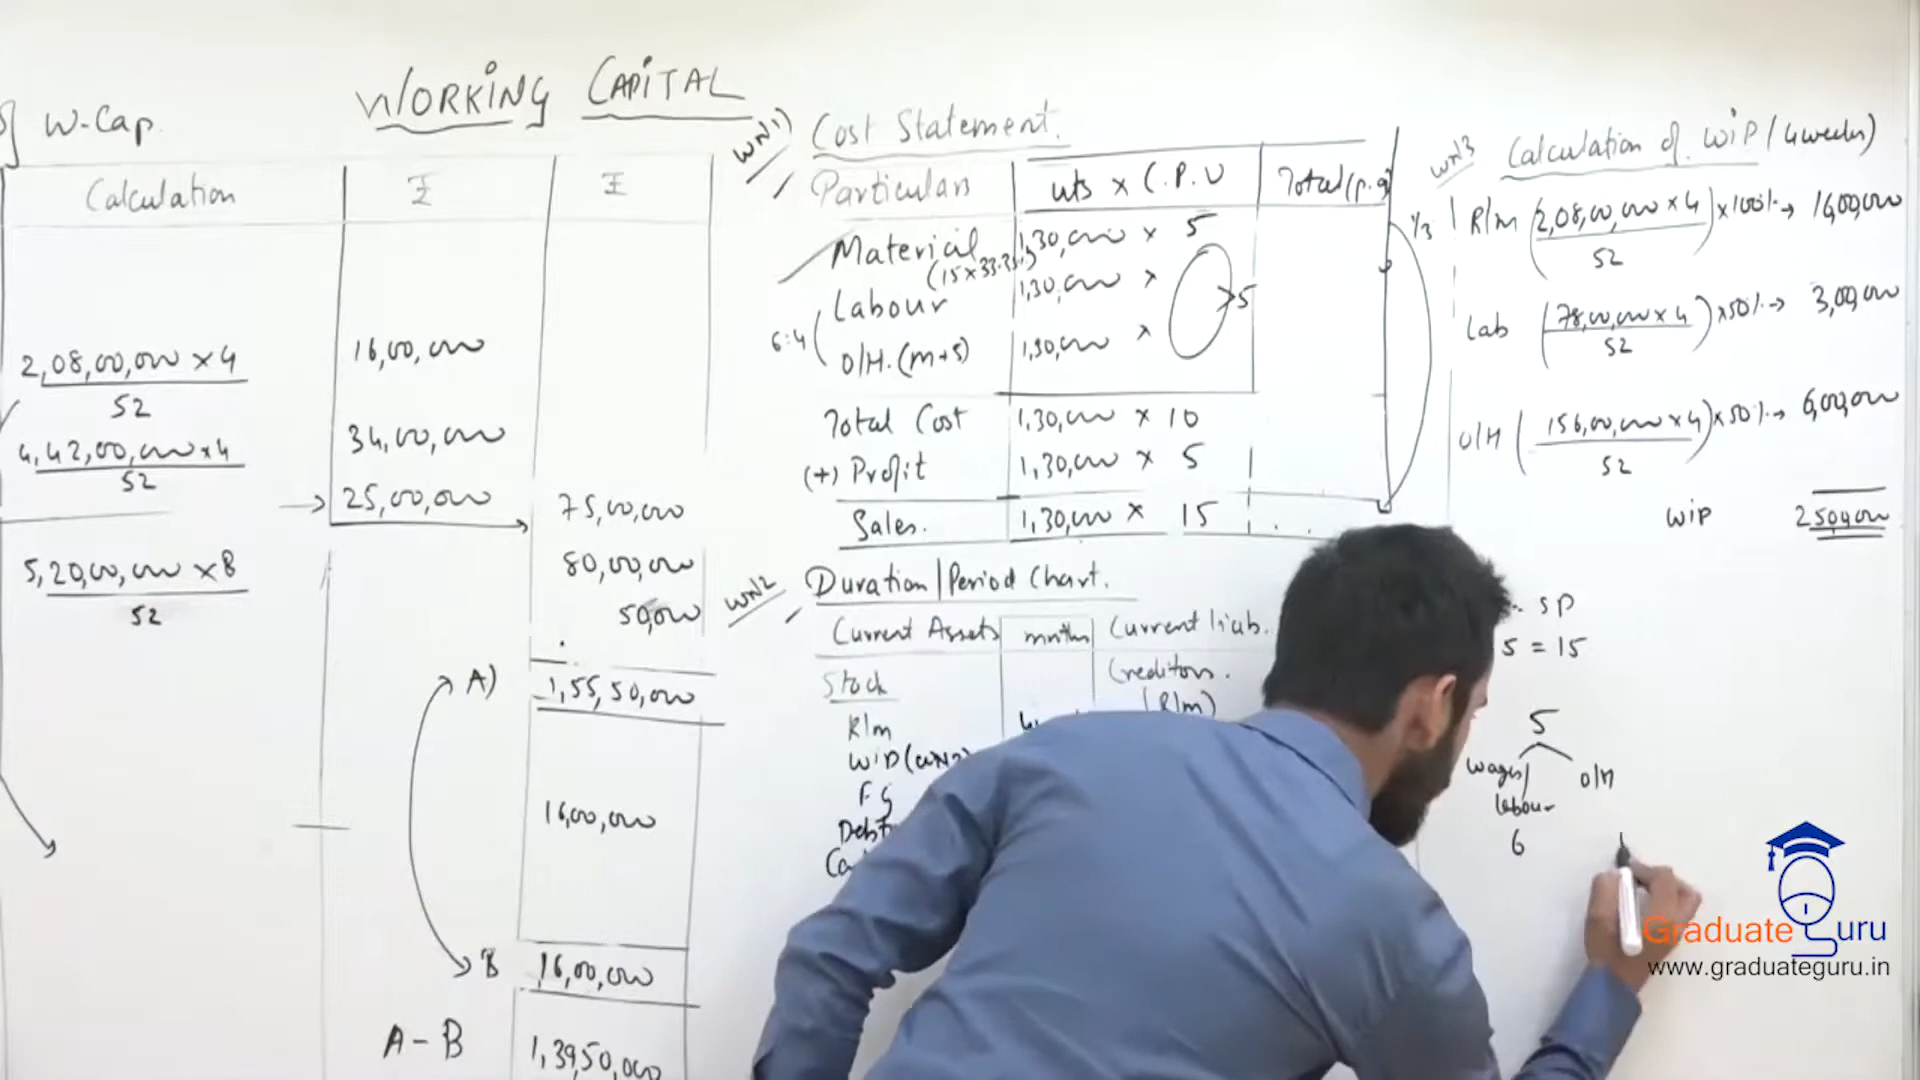 WORKING CAPITAL
W-Cap.
Calculation ₹ ₹
2,08,00,000 x 4
52
16,00,000
4,42,00,000 x 4
52
34,00,000
25,00,000 75,00,000
5,20,00,000 x 8
52
80,00,000
50,000
A) 1,55,50,000
16,00,000
B 16,00,000
A - B 1,39,50,000
WN1) Cost Statement.
Particulars uts x C.P.U Total (p.a)
Material 1,30,000 x 5
(15 x 33.33%)
Labour 1,30,000 x
6:4 >5
O/H. (m+s) 1,30,000 x
Total Cost 1,30,000 x 10
(+) Profit 1,30,000 x 5
Sales. 1,30,000 x 15
WN2 Duration | Period Chart.
Current Assets months Current Liab.
Stock Creditors.
R/m (R/m)
WIP (WN3)
FG
WN3 Calculation of WIP / (4 weeks)
1/3
R/m (2,08,00,000 x 4) x 100% → 16,00,000
52
Lab (78,00,000 x 4) x 50% → 3,00,000
52
O/H (156,00,000 x 4) x 50% → 6,00,000
52
WIP 2500,000
SP
5 = 15
5
wages/ O/H
labour
6
Graduate Guru
www.graduateguru.in